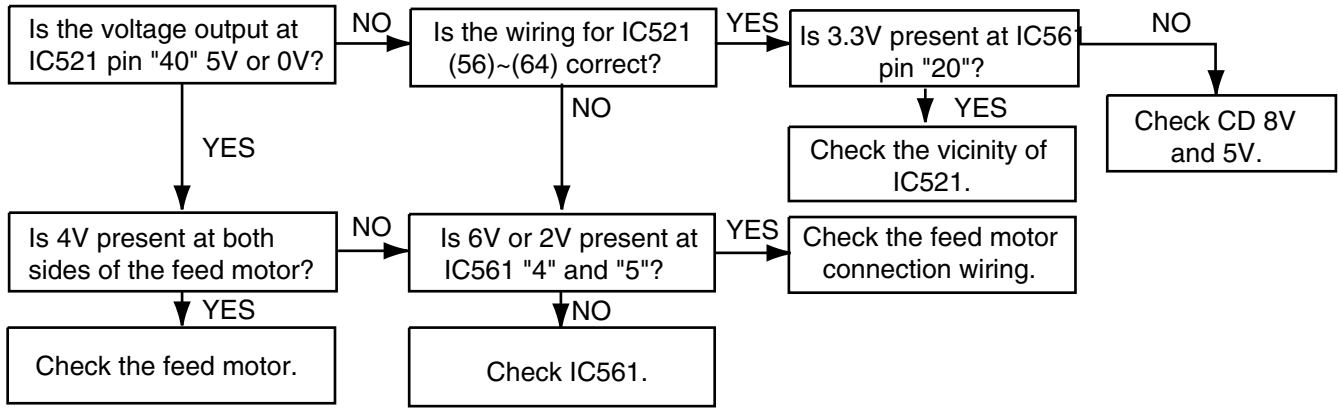 Is the voltage output at
IC521 pin "40" 5V or 0V?
NO
Is the wiring for IC521
(56)~(64) correct?
YES
Is 3.3V present at IC561
pin "20"?
NO
YES
NO
YES
Check the vicinity of
IC521.
Check CD 8V
and 5V.
Is 4V present at both
sides of the feed motor?
NO
Is 6V or 2V present at
IC561 "4" and "5"?
YES
Check the feed motor
connection wiring.
YES
NO
Check the feed motor.
Check IC561.